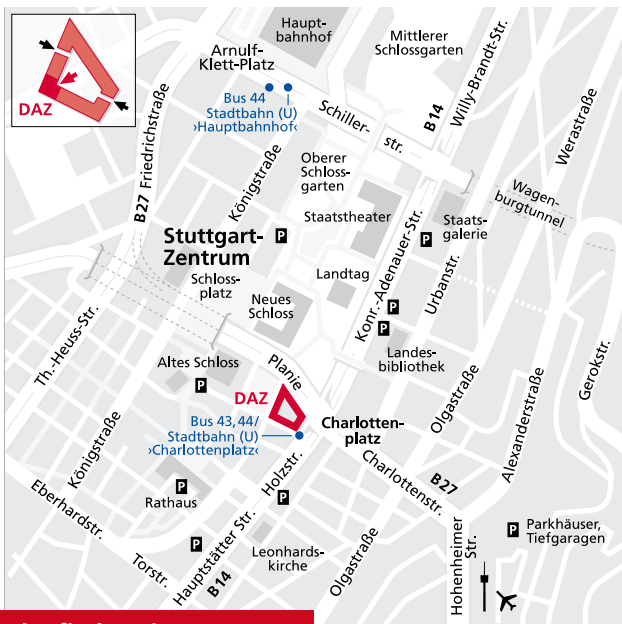 DAZ
Haupt-
bahnhof
Mittlerer
Schlossgarten
Arnulf-
Klett-Platz
Bus 44
Stadtbahn (U)
›Hauptbahnhof‹
Schiller-
str.
B14
Willy-Brandt-Str.
Werastraße
B27 Friedrichstraße
Königstraße
Oberer
Schloss-
garten
Wagen-
burgtunnel
Staatstheater
Staats-
galerie
Stuttgart-
Zentrum
P
P
Konr.-Adenauer-Str.
Urbanstr.
Schloss-
platz
Landtag
Neues
Schloss
P
P
Th.-Heuss-Str.
Landes-
bibliothek
Gerokstr.
Altes Schloss
P
Planie
DAZ
Olgastraße
Alexanderstraße
Bus 43,44/
Stadtbahn (U)
›Charlottenplatz‹
Charlotten-
platz
Königstraße
Charlottenstr.
B27
Eberhardstr.
P
Rathaus
Holzstr.
P
Hauptstätter Str.
B14
P
Torstr.
Leonhards-
kirche
Olgastraße
Hohenheimer
Str.
P
Parkhäuser,
Tiefgaragen